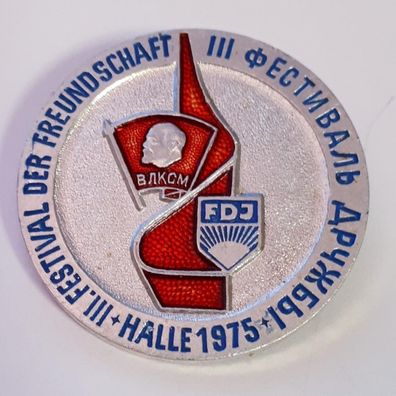 III. FESTIVAL DER FREUNDSCHAFT
III ФЕСТИВАЛЬ ДРУЖБЫ
HALLE 1975
ВЛКСМ
FDJ